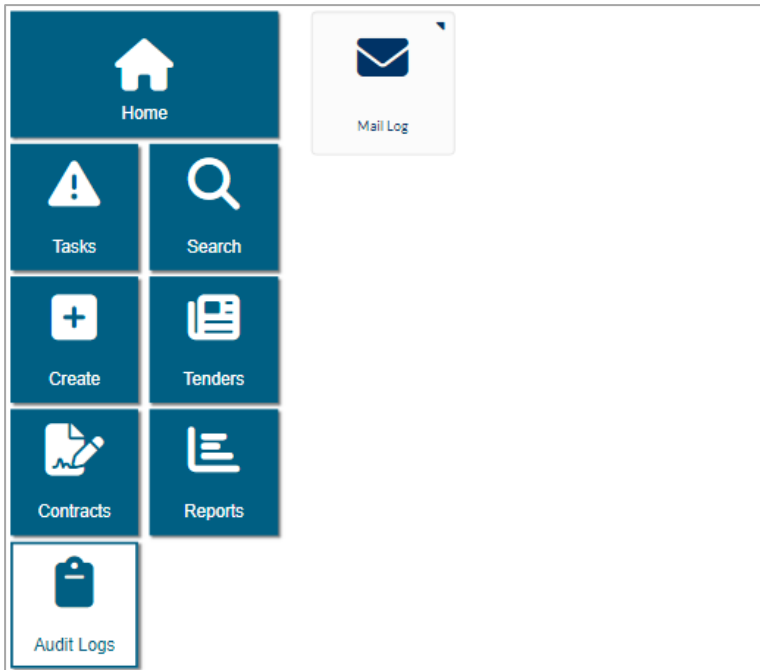 Home
Mail Log
Tasks
Search
Create
Tenders
Contracts
Reports
Audit Logs